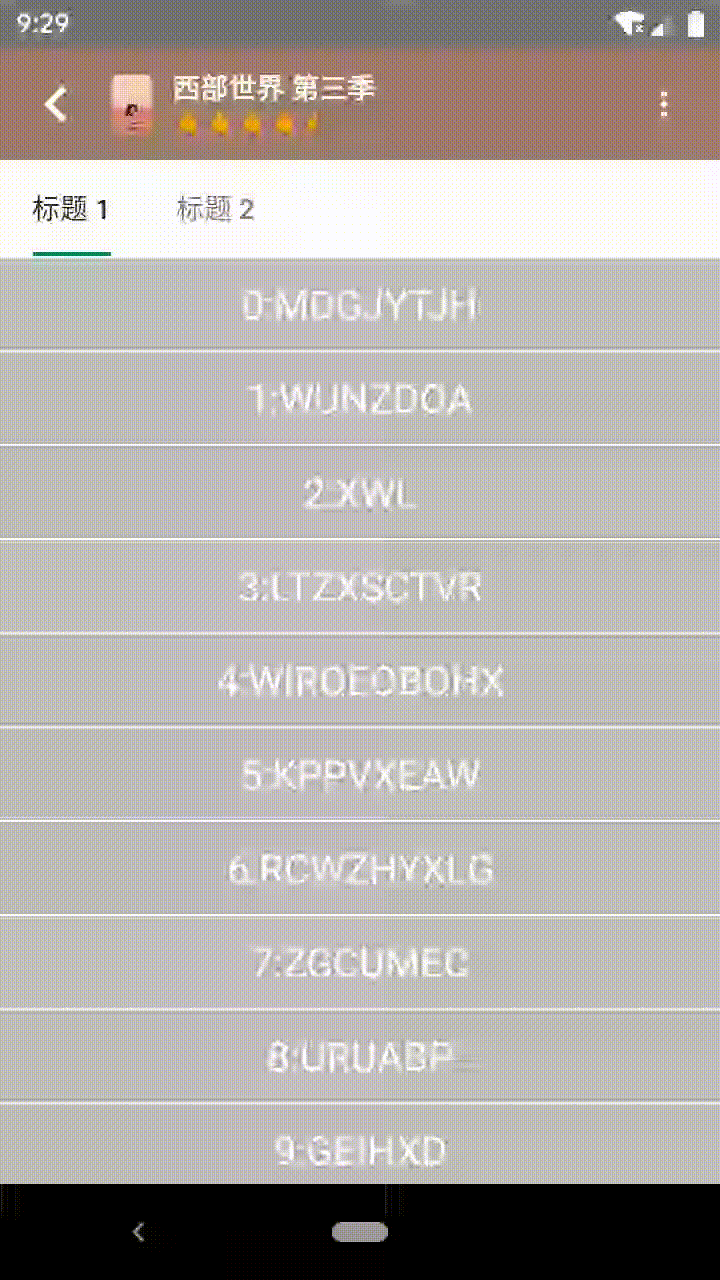 9:29
西部世界 第三季
标题 1 标题 2
0:MDGJYTJH
1:WUNZDOA
2:XWL
3:LTZXSCTVR
4:WIROEOBOHX
5:KPPVXEAW
6:RCWZHYXLG
7:ZGCUMEC
8:URUABP
9:GEIHXD